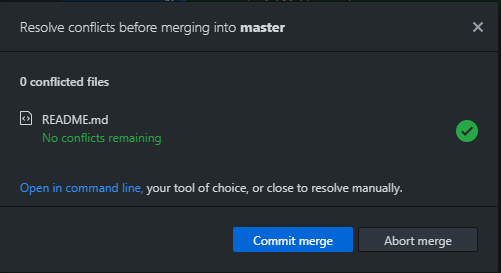 Resolve conflicts before merging into master
0 conflicted files
README.md
No conflicts remaining
Open in command line, your tool of choice, or close to resolve manually.
Commit merge
Abort merge